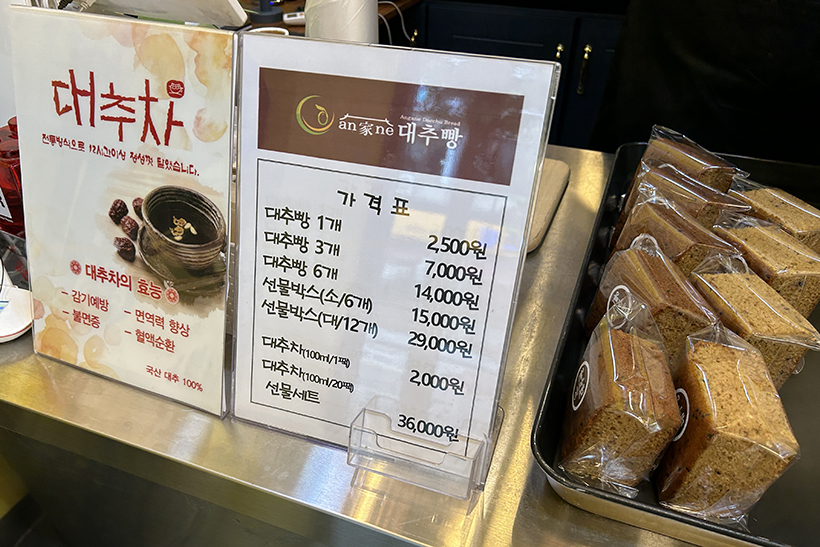 대추차
전통방식으로 12시간이상 정성껏 달였습니다.
대추차의 효능
- 감기예방
- 면역력 향상
- 불면증
- 혈액순환
국산 대추 100%
Angane Daechu Bread
an家ne 대추빵
가격표
대추빵 1개 2,500원
대추빵 3개 7,000원
대추빵 6개 14,000원
선물박스(소/6개) 15,000원
선물박스(대/12개) 29,000원
대추차(100ml/1팩) 2,000원
대추차(100ml/20팩)
선물세트 36,000원